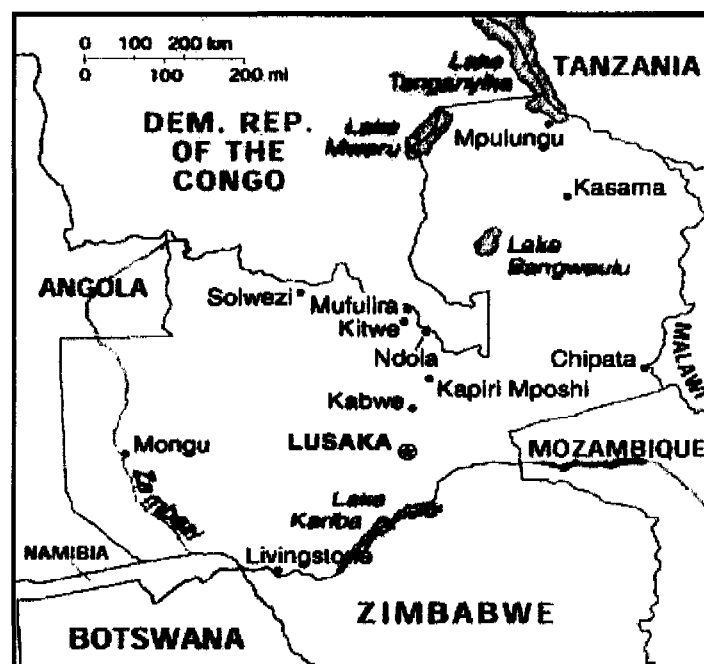 0 100 200 km
0 100 200 mi
Lake
Tanganyika
TANZANIA
DEM. REP.
OF THE
CONGO
Lake
Mweru
Mpulungu
Kasama
Lake
Bangweulu
ANGOLA
Solwezi
Mufulira
Kitwe
Ndola
Chipata
MALAWI
Kapiri Mposhi
Kabwe
LUSAKA
Mongu
MOZAMBIQUE
Zambezi
Lake
Kariba
NAMIBIA
Livingstone
ZIMBABWE
BOTSWANA